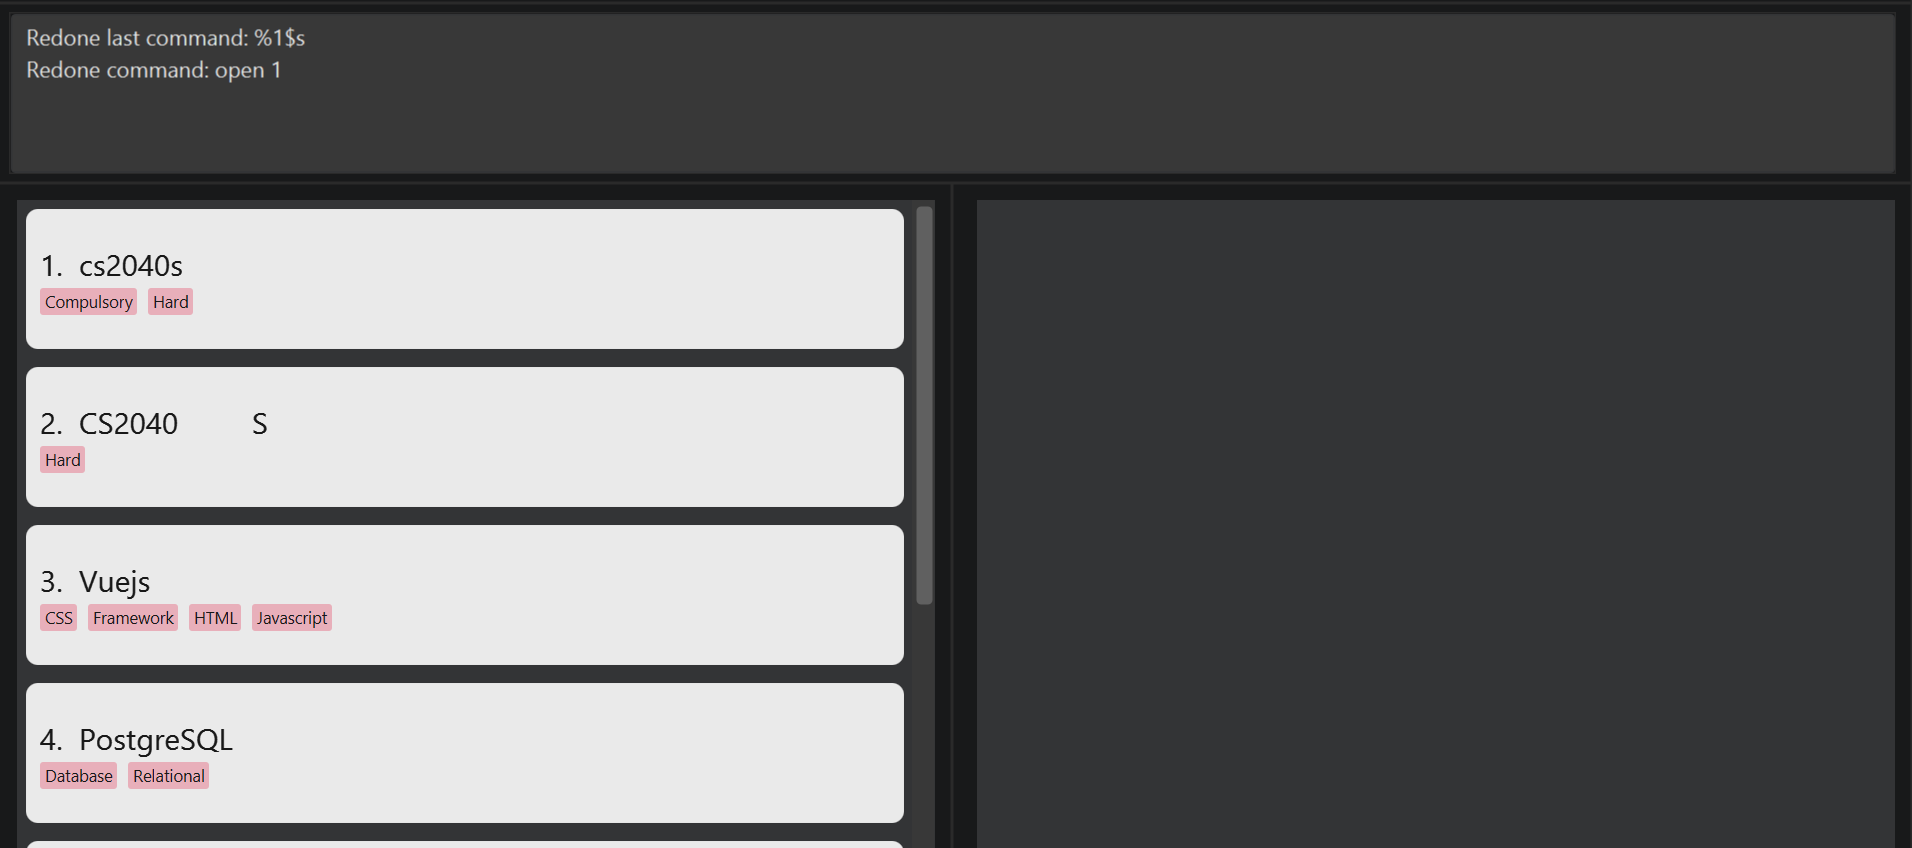 Redone last command: %1$s
Redone command: open 1
1. cs2040s
Compulsory Hard
2. CS2040 S
Hard
3. Vuejs
CSS Framework HTML Javascript
4. PostgreSQL
Database Relational